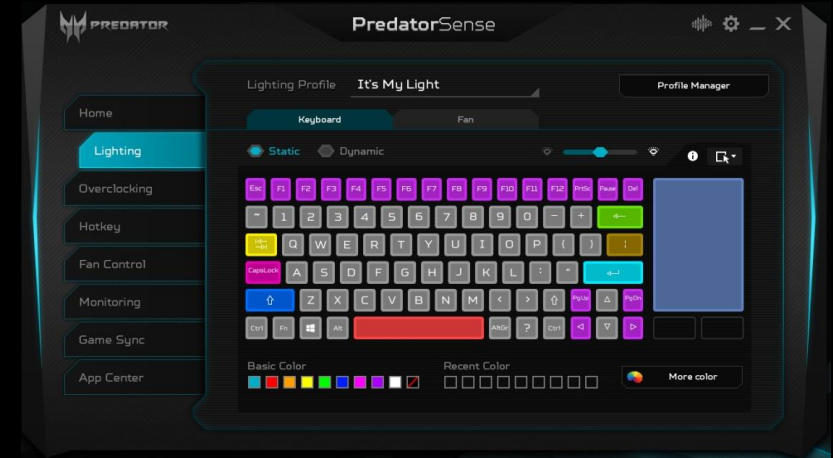 PREDATOR
PredatorSense
Lighting Profile It's My Light
Profile Manager
Home
Lighting
Overclocking
Hotkey
Fan Control
Monitoring
Game Sync
App Center
Keyboard Fan
Static Dynamic
Esc F1 F2 F3 F4 F5 F6 F7 F8 F9 F10 F11 F12 PrtSc Pause Del
~ 1 2 3 4 5 6 7 8 9 0 - +
Q W E R T Y U I O P ( )
CapsLock A S D F G H J K L : "
Z X C V B N M < > PgUp PgDn
Ctrl Fn Alt AltGr ? Ctrl
Basic Color Recent Color
More color